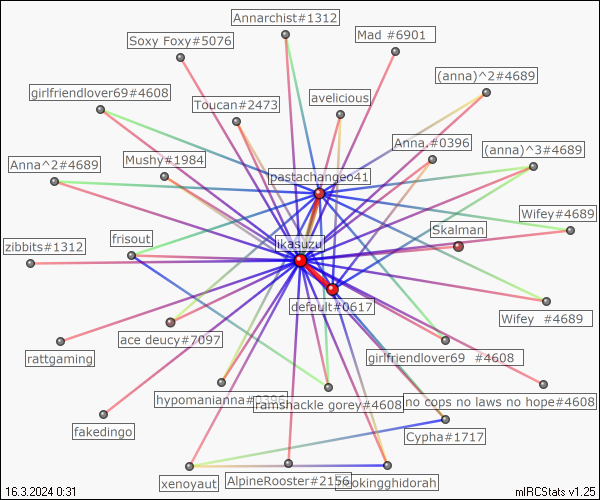 Annarchist#1312
Mad #6901
Soxy Foxy#5076
(anna)^2#4689
girlfriendlover69#4608
avelicious
Toucan#2473
Anna.#0396
(anna)^3#4689
Mushy#1984
Anna^2#4689
pastachangeo41
Wifey#4689
Skalman
frisout
ikasuzu
zibbits#1312
default#0617
Wifey #4689
ace deucy#7097
rattgaming
girlfriendlover69 #4608
hypomanianna#0396
ramshackle gorey#4608
no cops no laws no hope#4608
fakedingo
Cypha#1717
xenoyaut
AlpineRooster#2156
16.3.2024 0:31
mIRCStats v1.25